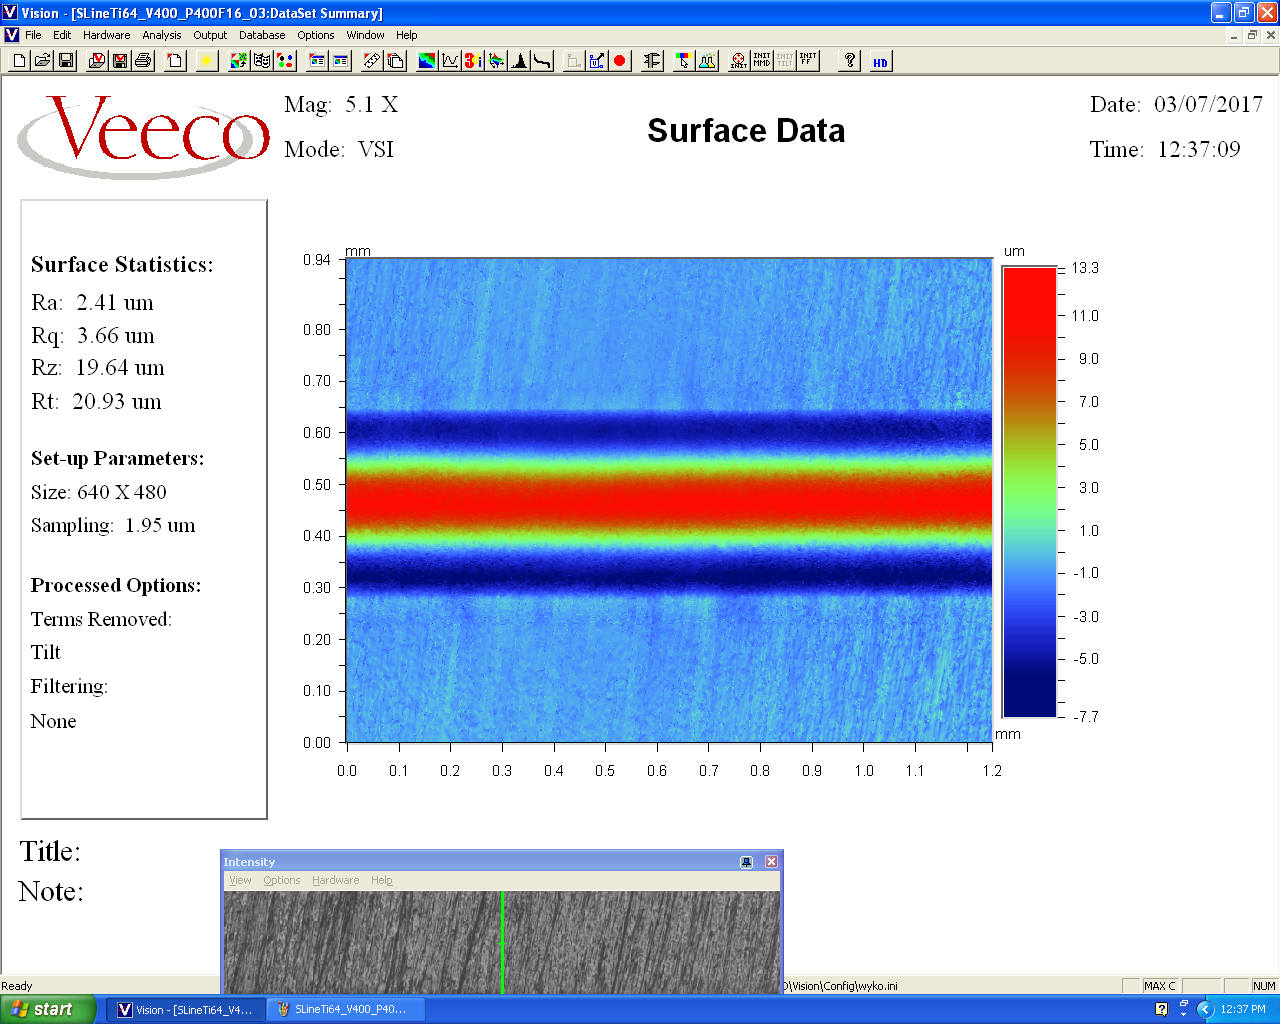 Vision - [SLineTi64_V400_P400F16_03:DataSet Summary]
File Edit Hardware Analysis Output Database Options Window Help
INIT INIT MMD INIT TILT INIT FF ? HD
Veeco
Mag: 5.1 X
Mode: VSI
Surface Data
Date: 03/07/2017
Time: 12:37:09
Surface Statistics:
Ra: 2.41 um
Rq: 3.66 um
Rz: 19.64 um
Rt: 20.93 um
Set-up Parameters:
Size: 640 X 480
Sampling: 1.95 um
Processed Options:
Terms Removed:
Tilt
Filtering:
None
mm
0.94
0.80
0.70
0.60
0.50
0.40
0.30
0.20
0.10
0.00
0.0 0.1 0.2 0.3 0.4 0.5 0.6 0.7 0.8 0.9 1.0 1.1 1.2
mm
um
13.3
11.0
9.0
7.0
5.0
3.0
1.0
-1.0
-3.0
-5.0
-7.7
Title:
Note:
Intensity
View Options Hardware Help
Ready
D\Vision\Config\wyko.ini
MAX C
NUM
start
Vision - [SLineTi64_V4...
SLineTi64_V400_P40...
12:37 PM